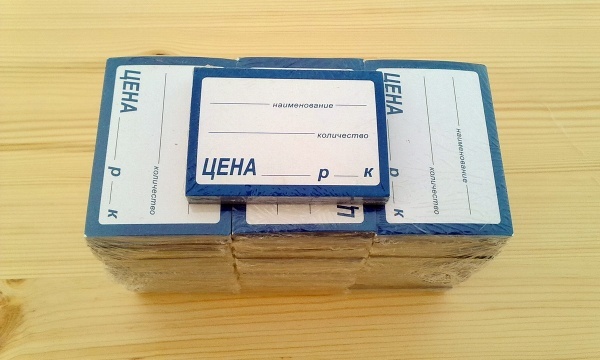 наименование
количество
ЦЕНА р к
ЦЕНА р к
количество
ЦЕНА
наименование
количество
р к